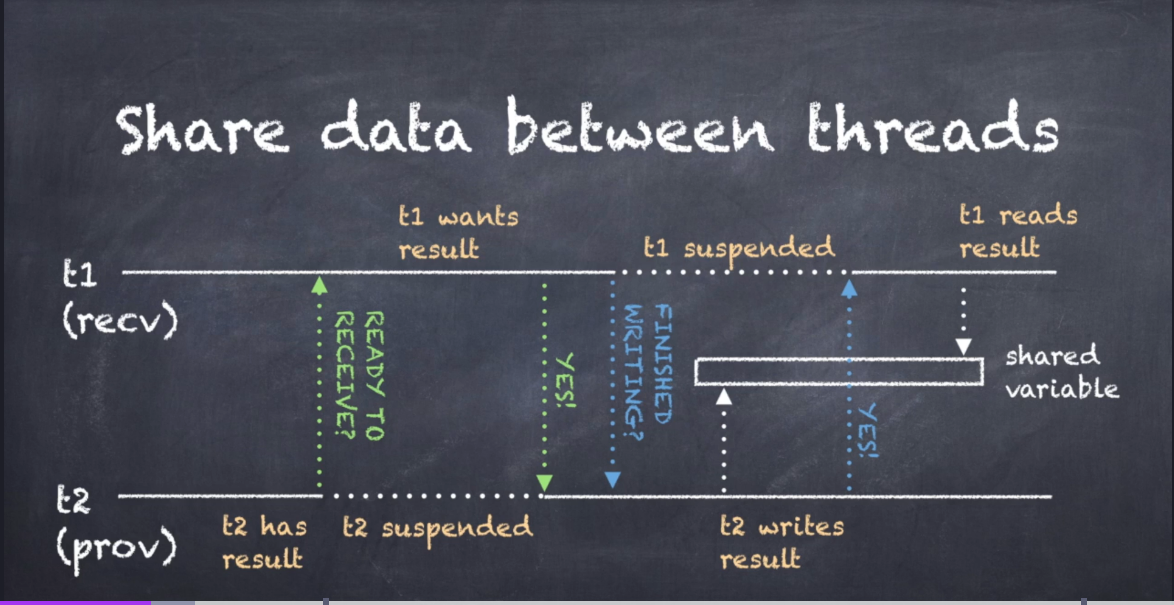 Share data between threads
t1 wants
result
t1 suspended
t1 reads
result
t1
(recv)
READY TO
RECEIVE?
YES!
FINISHED
WRITING?
YES!
shared
variable
t2
(prov)
t2 has
result
t2 suspended
t2 writes
result